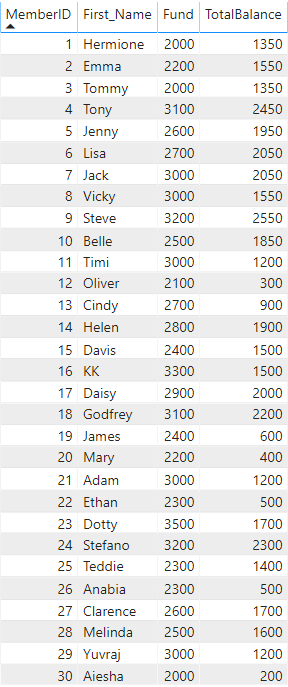 MemberID First_Name Fund TotalBalance
1 Hermione 2000 1350
2 Emma 2200 1550
3 Tommy 2000 1350
4 Tony 3100 2450
5 Jenny 2600 1950
6 Lisa 2700 2050
7 Jack 3000 2050
8 Vicky 3000 1550
9 Steve 3200 2550
10 Belle 2500 1850
11 Timi 3000 1200
12 Oliver 2100 300
13 Cindy 2700 900
14 Helen 2800 1900
15 Davis 2400 1500
16 KK 3300 1500
17 Daisy 2900 2000
18 Godfrey 3100 2200
19 James 2400 600
20 Mary 2200 400
21 Adam 3000 1200
22 Ethan 2300 500
23 Dotty 3500 1700
24 Stefano 3200 2300
25 Teddie 2300 1400
26 Anabia 2300 500
27 Clarence 2600 1700
28 Melinda 2500 1600
29 Yuvraj 3000 1200
30 Aiesha 2000 200